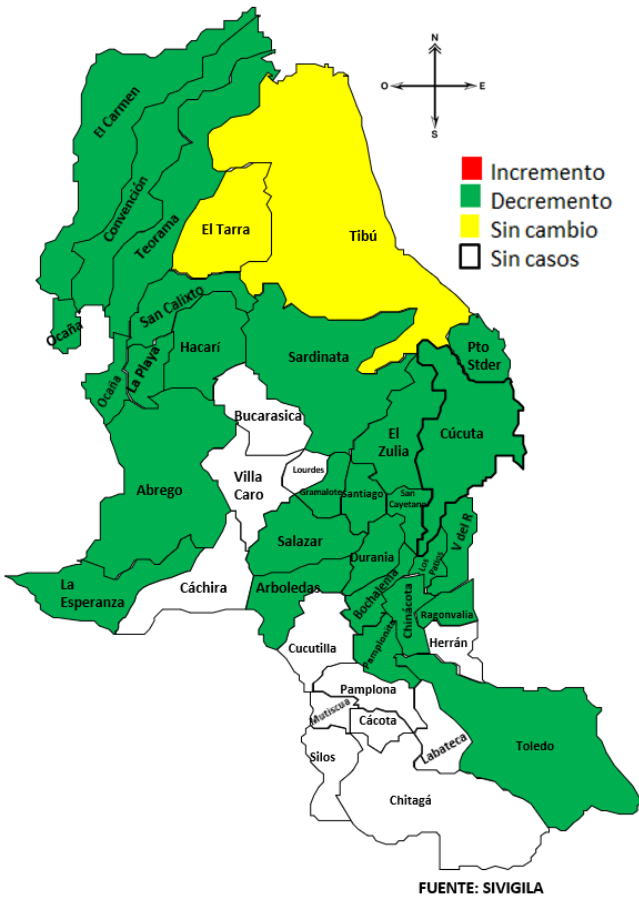 N
O
E
S
Incremento
Decremento
Sin cambio
Sin casos
El Carmen
Convención
Teorama
El Tarra
Tibú
San Calixto
Ocaña
Hacarí
La Playa
Ocaña
Sardinata
Pto
Stder
Bucarasica
El
Zulia
Cúcuta
Villa
Caro
Lourdes
Gramalote
Santiago
San
Cayetano
Abrego
V del R
Salazar
Durania
Los
Patios
La
Esperanza
Cáchira
Arboledas
Bochalema
Chinácota
Ragonvalia
Cucutilla
Pamplonita
Herrán
Pamplona
Mutiscua
Cácota
Labateca
Toledo
Silos
Chitagá
FUENTE: SIVIGILA